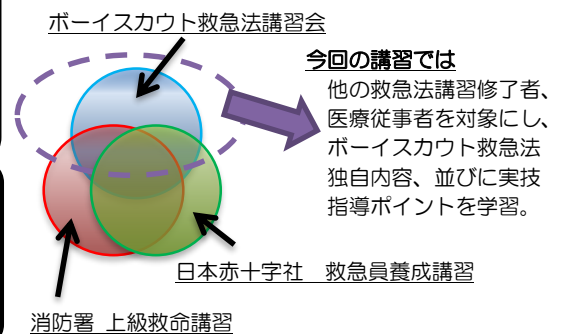 ボーイスカウト救急法講習会
今回の講習では
他の救急法講習修了者、
医療従事者を対象にし、
ボーイスカウト救急法
独自内容、並びに実技
指導ポイントを学習。
日本赤十字社　救急員養成講習
消防署 上級救命講習